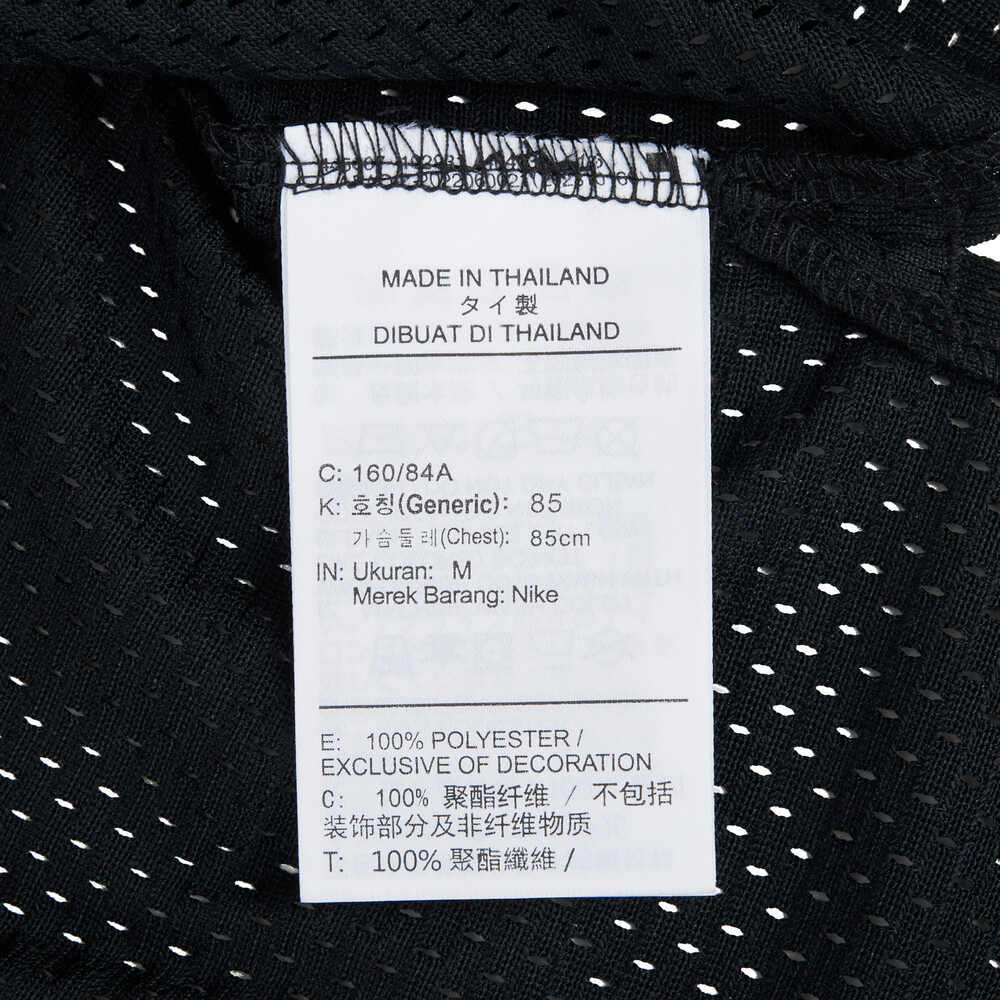 MADE IN THAILAND
タイ製
DIBUAT DI THAILAND
C: 160/84A
K: 호칭(Generic): 85
가슴둘레(Chest): 85cm
IN: Ukuran: M
Merek Barang: Nike
E: 100% POLYESTER /
EXCLUSIVE OF DECORATION
C: 100% 聚酯纤维 / 不包括
装饰部分及非纤维物质
T: 100% 聚酯纖維 /